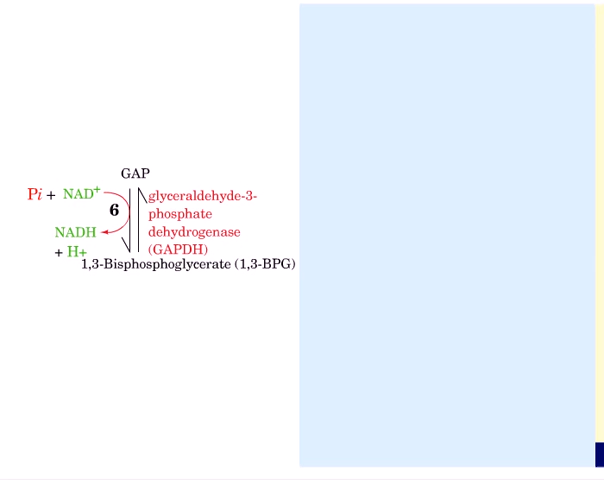 GAP
Pi + NAD+
glyceraldehyde-3-
6
phosphate
NADH
dehydrogenase
+ H+
(GAPDH)
1,3-Bisphosphoglycerate (1,3-BPG)